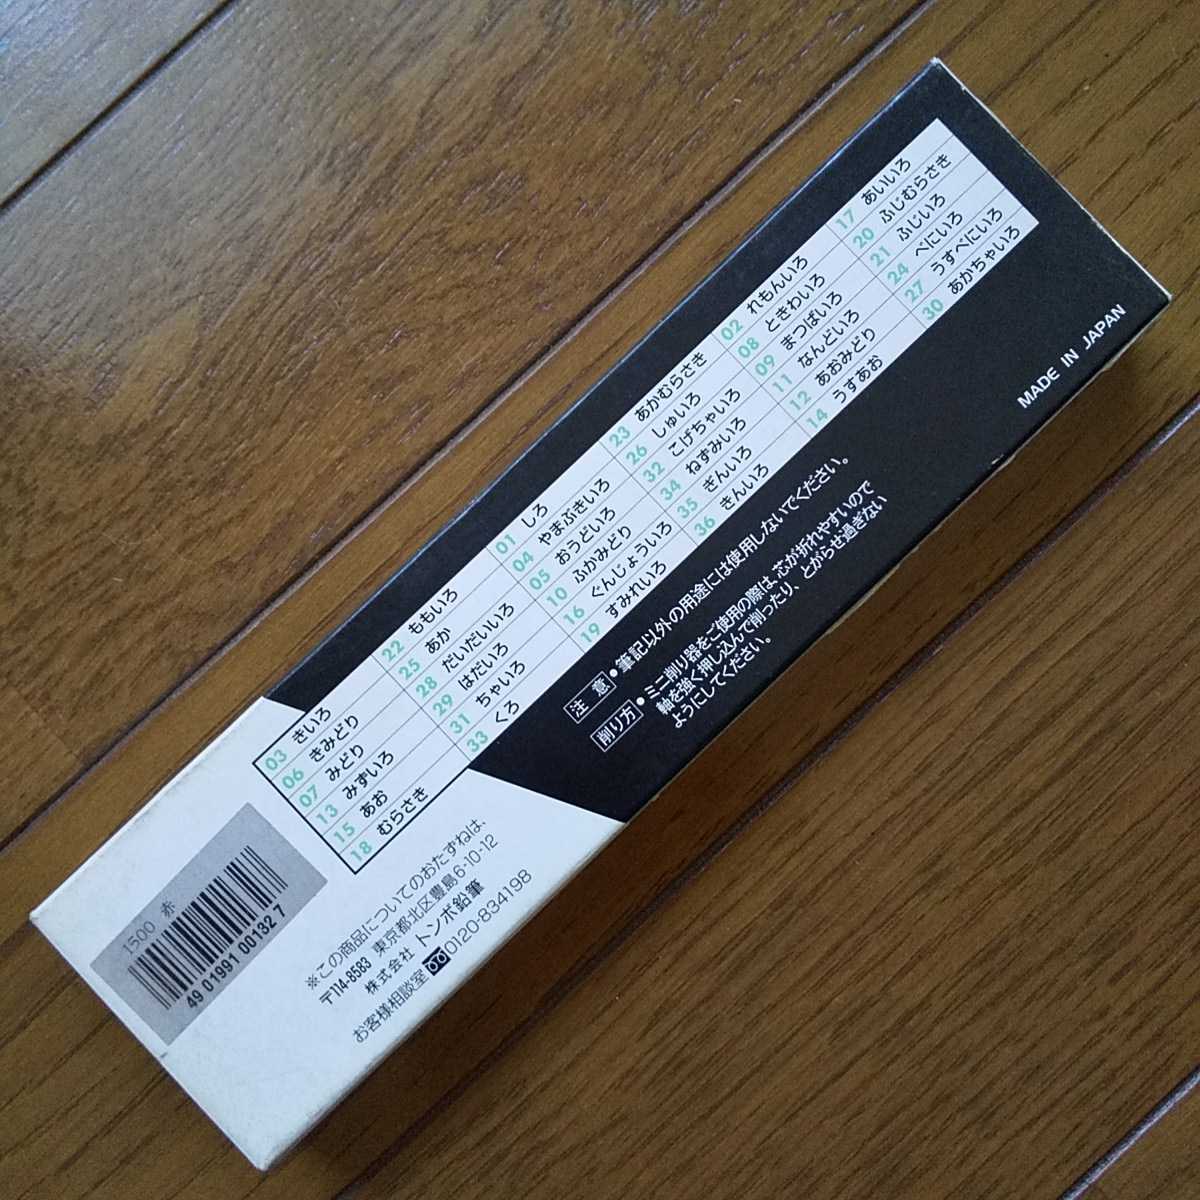 03 きいろ
06 きみどり
07 みどり
13 みずいろ
15 あお
18 むらさき
22 ももいろ
25 あか
28 だいだいいろ
29 はだいろ
31 ちゃいろ
33 くろ
01 しろ
04 やまぶきいろ
05 おうどいろ
10 ふかみどり
16 ぐんじょういろ
19 すみれいろ
23 あかむらさき
26 しゅいろ
32 こげちゃいろ
34 ねずみいろ
35 ぎんいろ
36 きんいろ
02 れもんいろ
08 ときわいろ
09 まつばいろ
11 なんどいろ
12 あおみどり
14 うすあお
17 あいいろ
20 ふじむらさき
21 ふじいろ
24 べにいろ
27 うすべにいろ
30 あかちゃいろ
MADE IN JAPAN
注意 ●筆記以外の用途には使用しないでください。
削り方 ●ミニ削り器をご使用の際は、芯が折れやすいので
軸を強く押し込んで削ったり、とがらせ過ぎない
ようにしてください。
1500 赤
4901991001327
※この商品についてのおたずねは、
〒114-8583 東京都北区豊島6-10-12
株式会社 トンボ鉛筆
お客様相談室 0120-834198